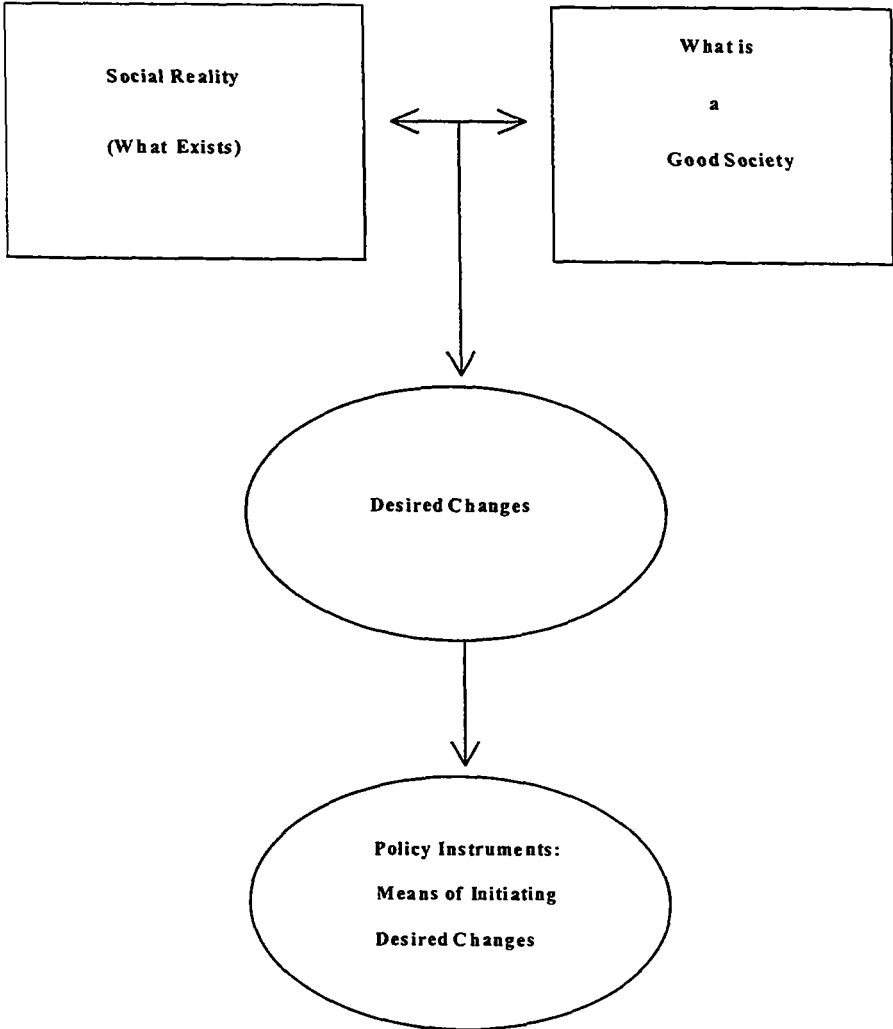 Social Reality
(What Exists)
What is
a
Good Society
Desired Changes
Policy Instruments:
Means of Initiating
Desired Changes